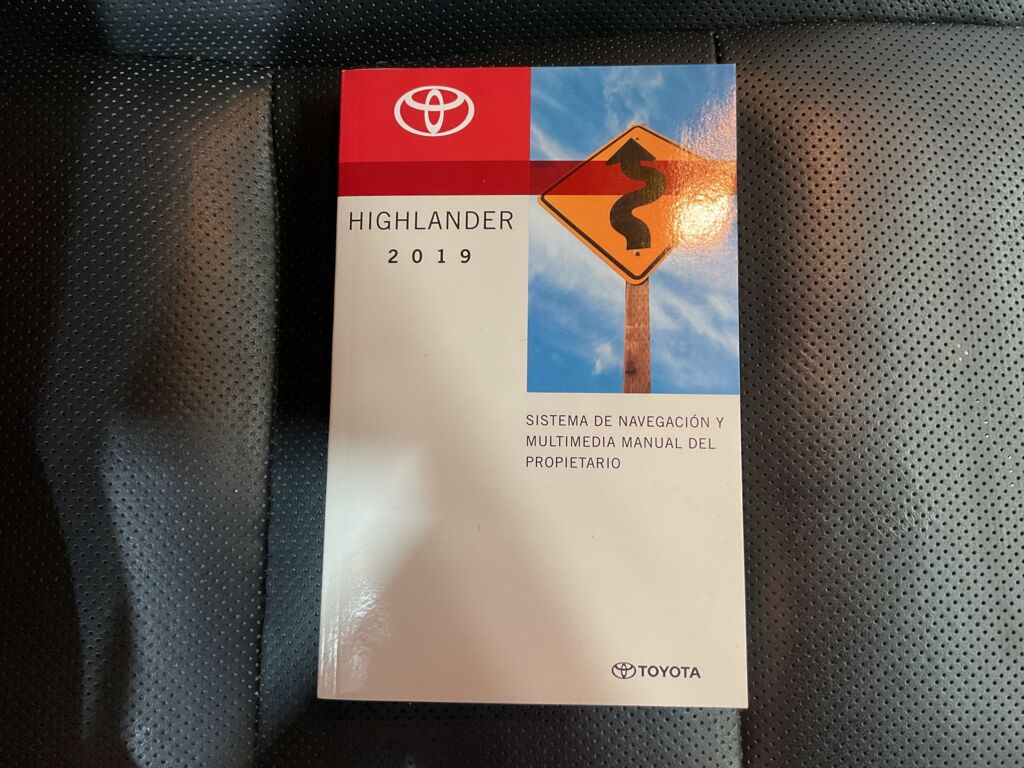 HIGHLANDER
2019
SISTEMA DE NAVEGACIÓN Y
MULTIMEDIA MANUAL DEL
PROPIETARIO
TOYOTA